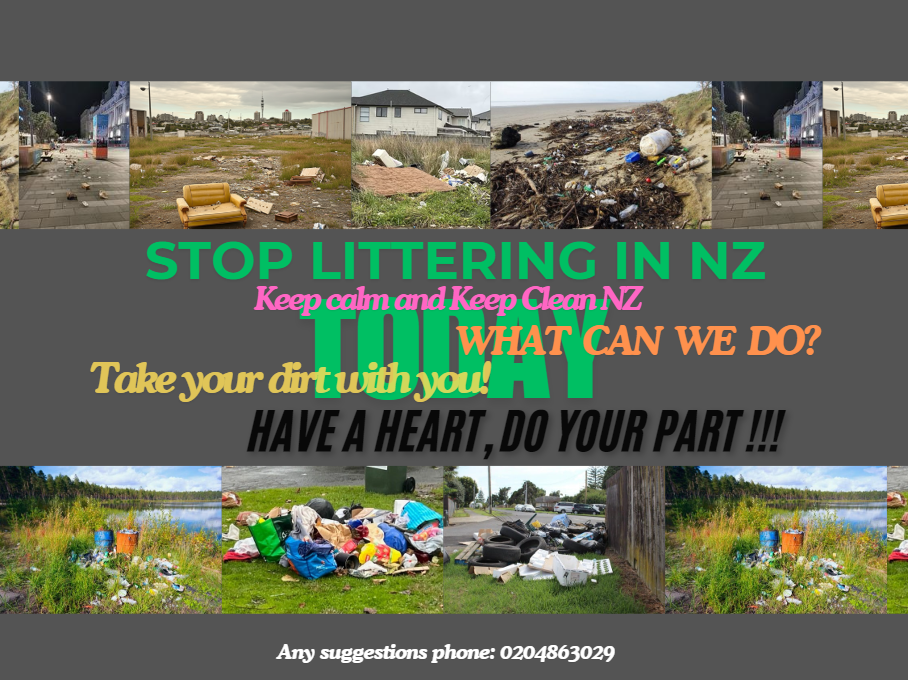 STOP LITTERING IN NZ
Keep calm and Keep Clean NZ
TODAY
WHAT CAN WE DO?
Take your dirt with you!
HAVE A HEART, DO YOUR PART !!!
Any suggestions phone: 0204863029